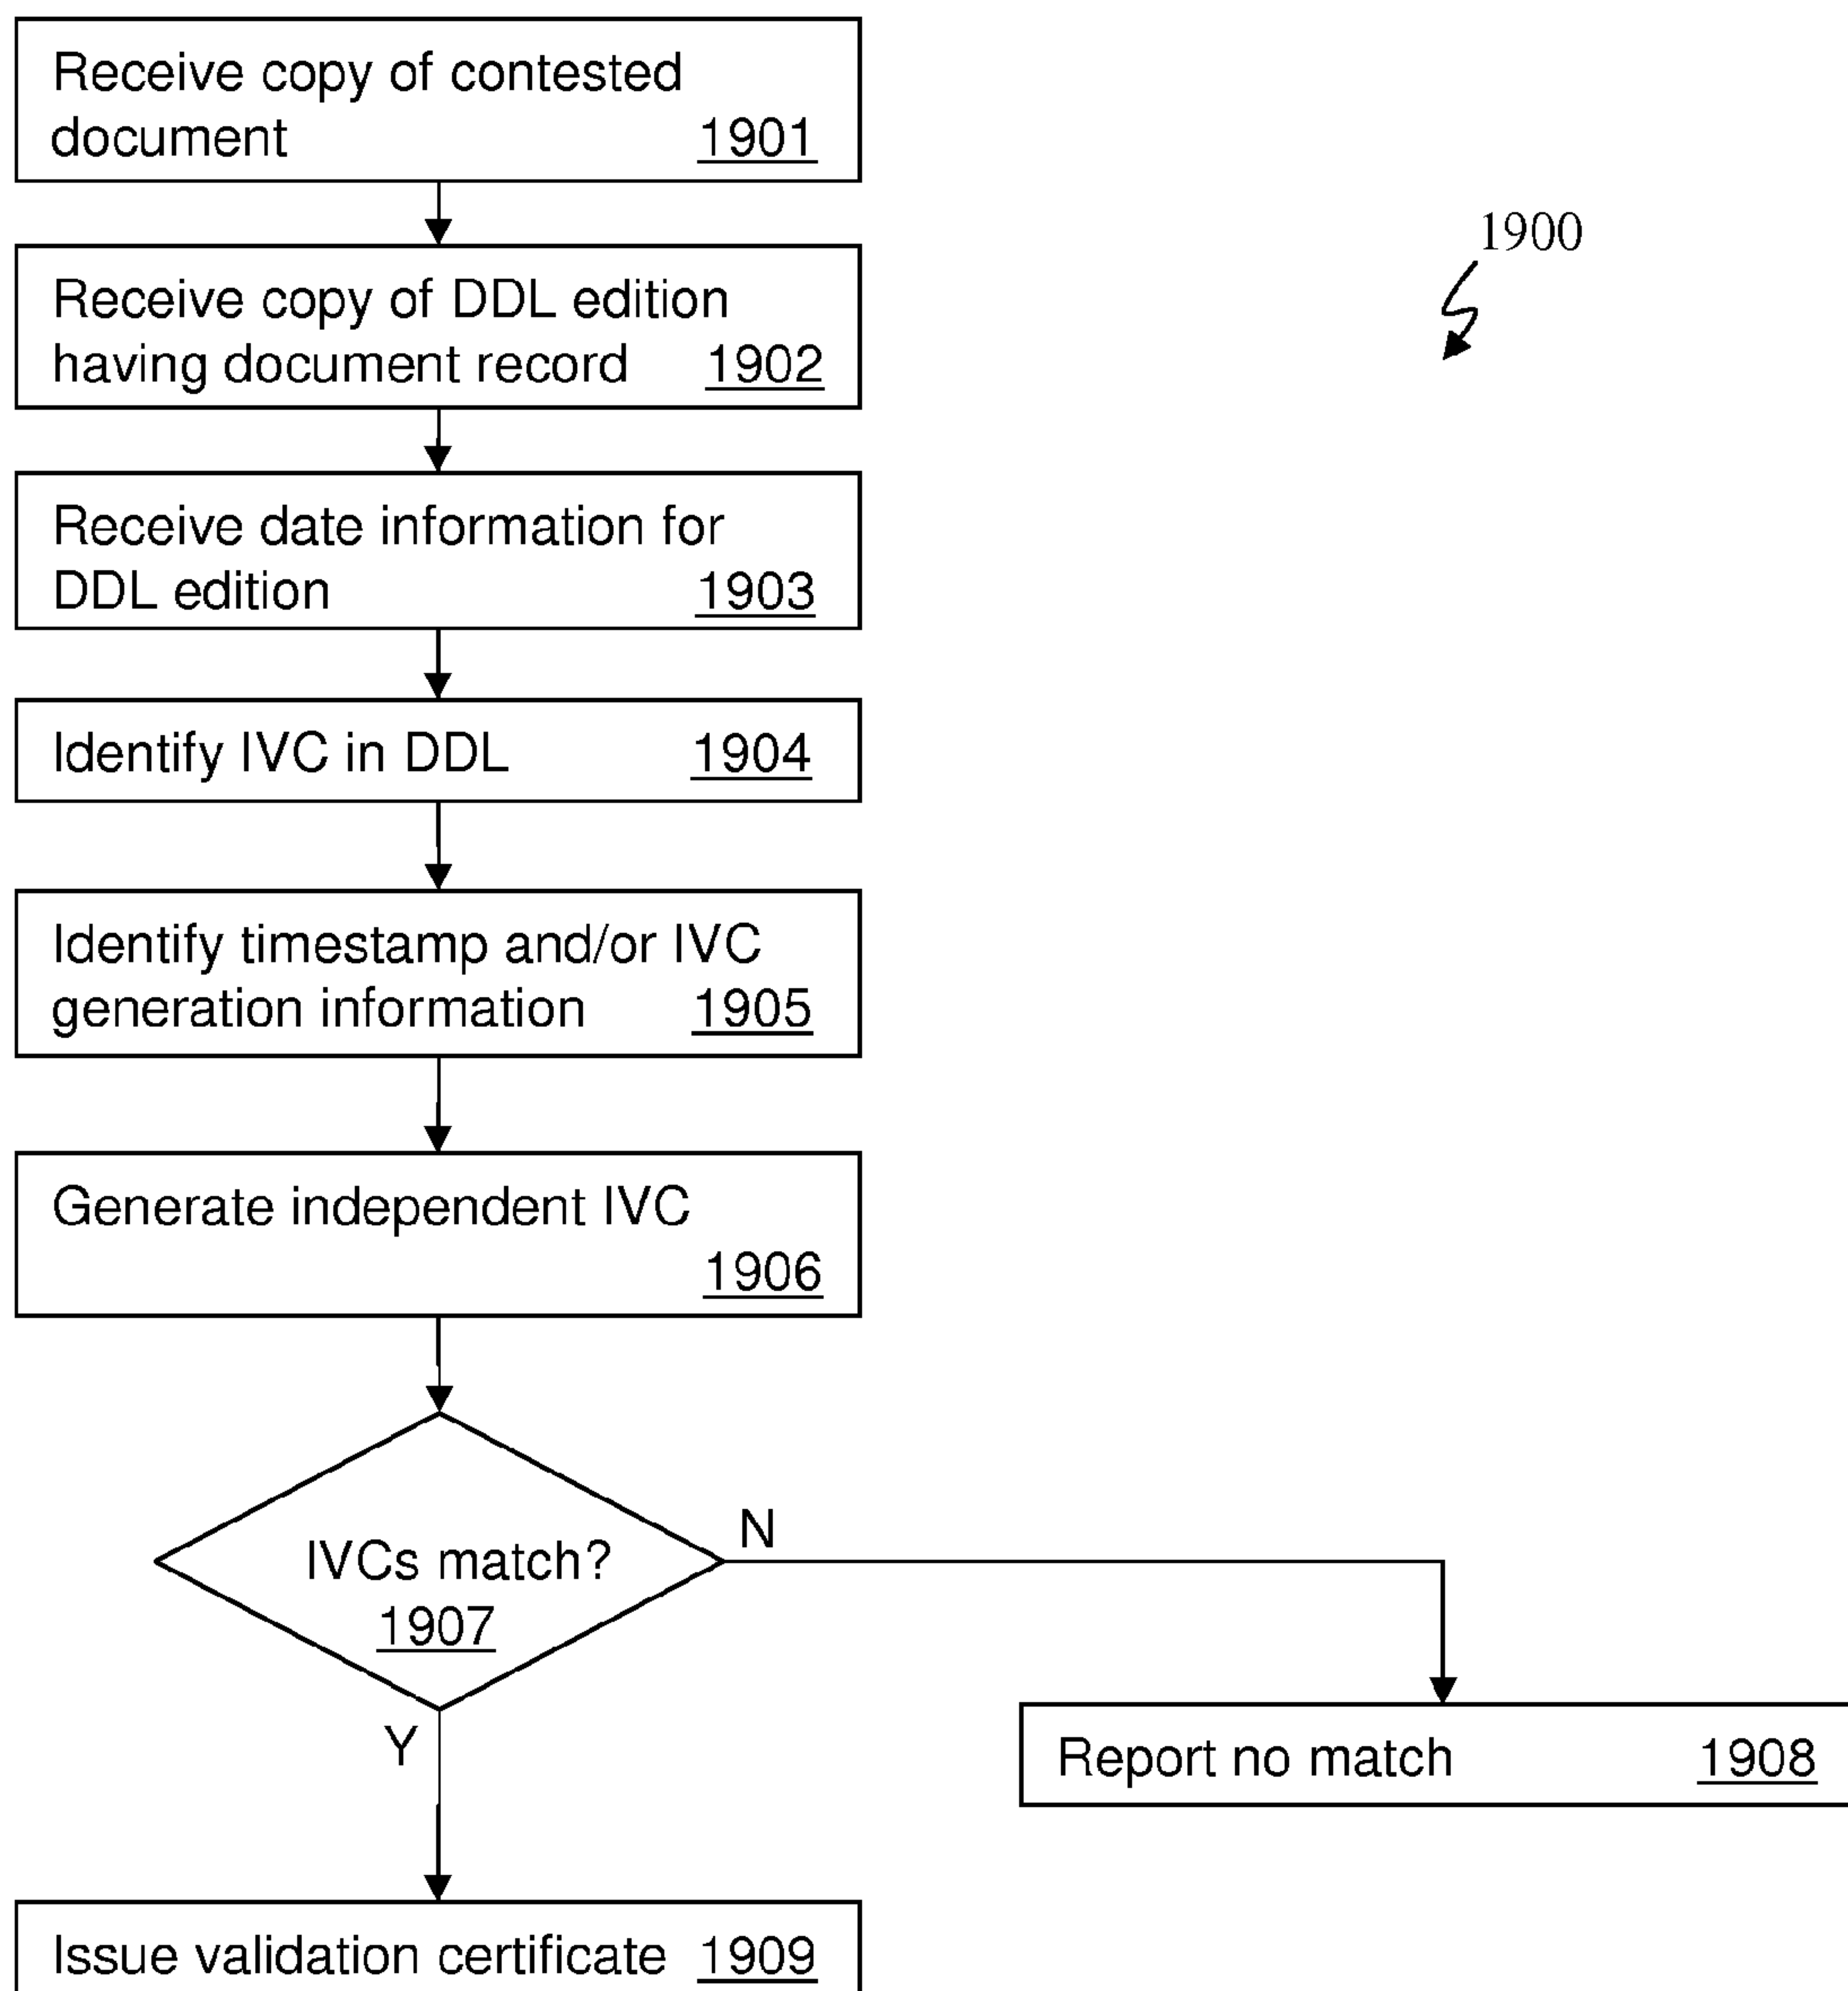 Receive copy of contested
document 1901
1900
Receive copy of DDL edition
having document record 1902
Receive date information for
DDL edition 1903
Identify IVC in DDL 1904
Identify timestamp and/or IVC
generation information 1905
Generate independent IVC
1906
N
IVCs match?
1907
Y
Report no match 1908
Issue validation certificate 1909